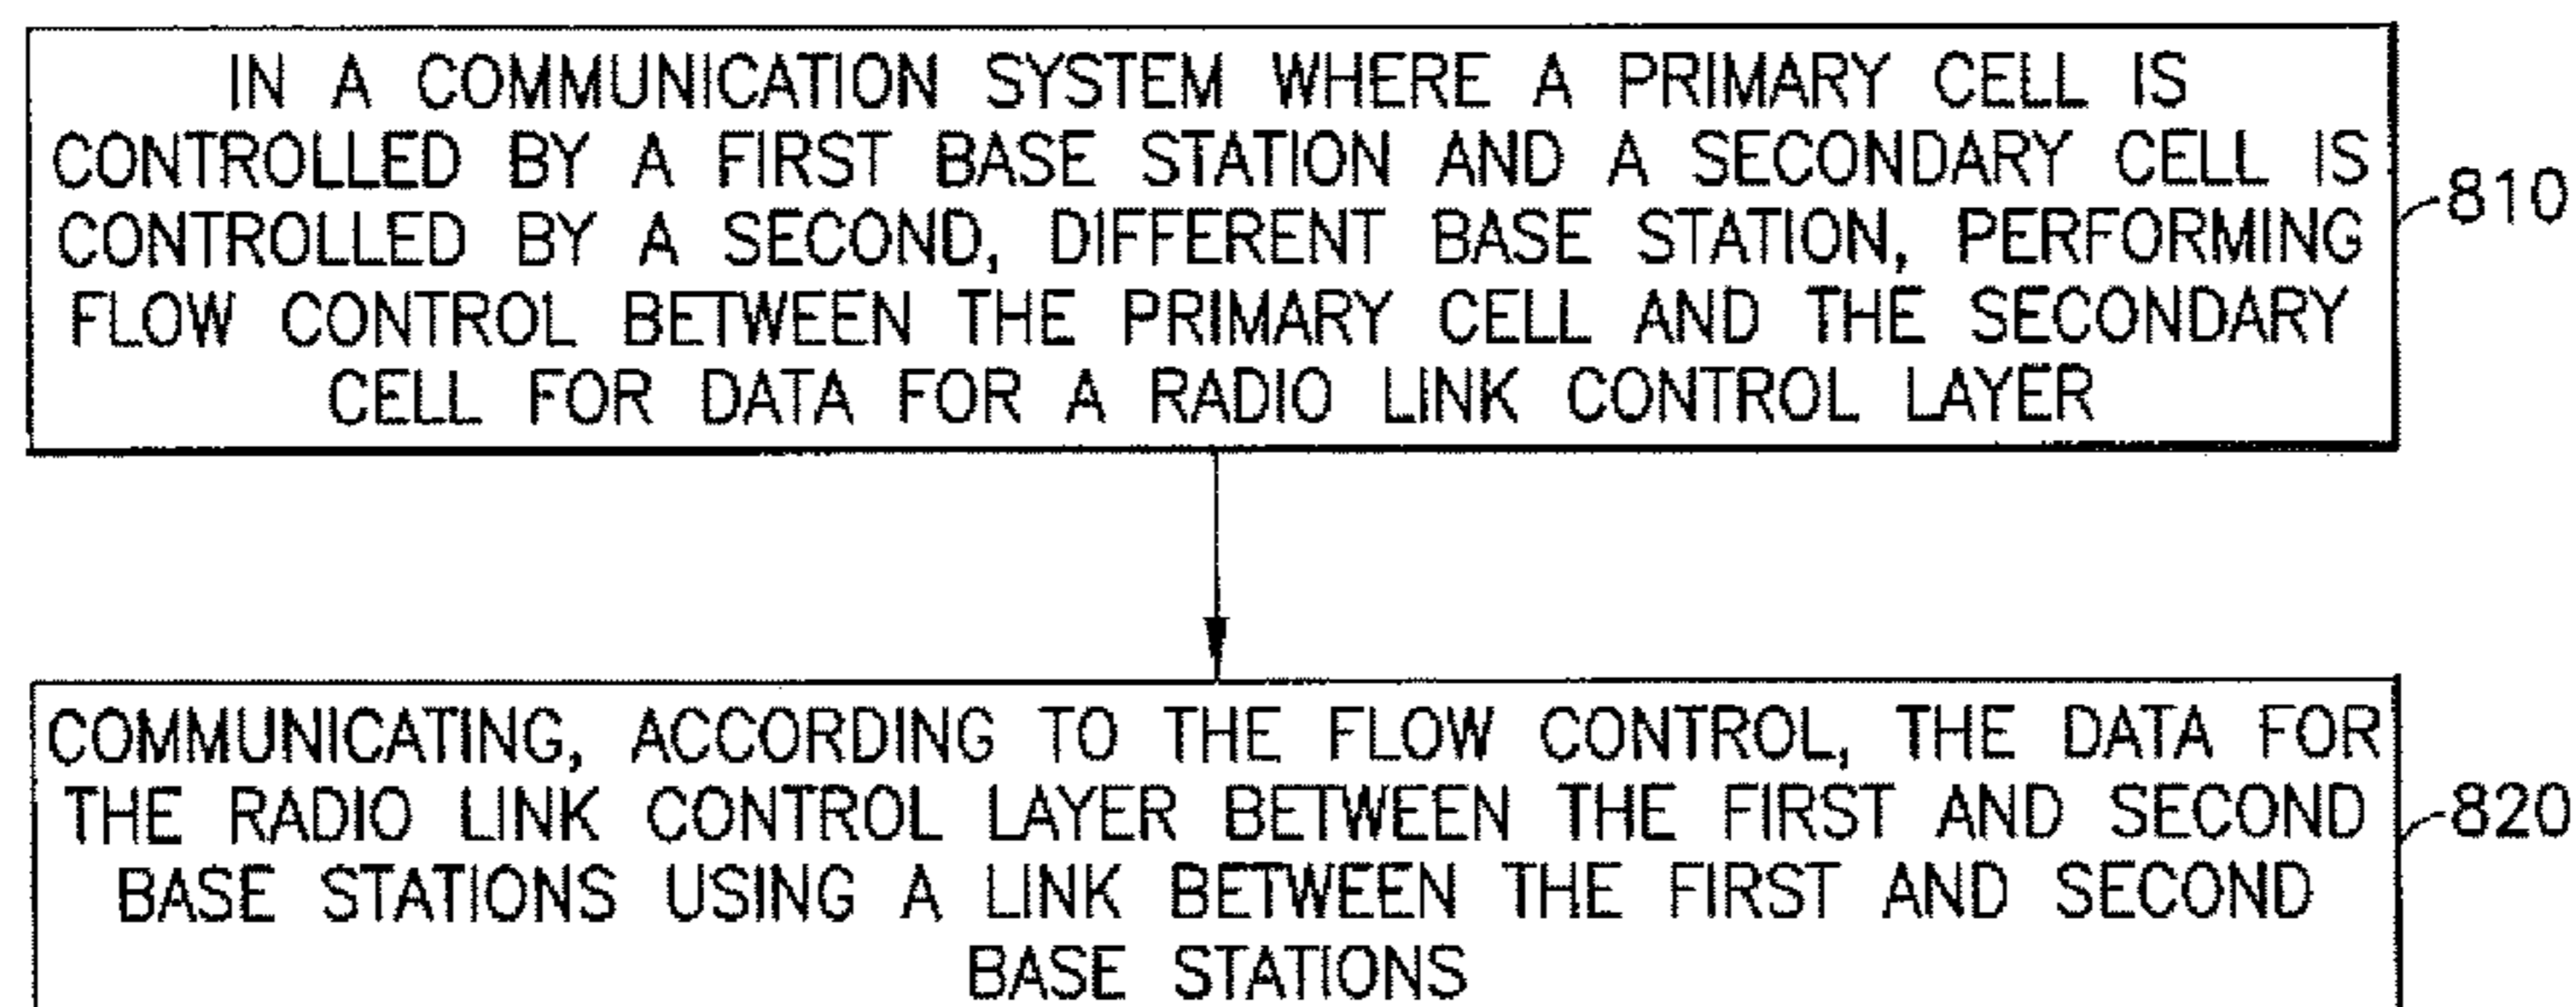 IN A COMMUNICATION SYSTEM WHERE A PRIMARY CELL IS
CONTROLLED BY A FIRST BASE STATION AND A SECONDARY CELL IS
CONTROLLED BY A SECOND, DIFFERENT BASE STATION, PERFORMING
FLOW CONTROL BETWEEN THE PRIMARY CELL AND THE SECONDARY
CELL FOR DATA FOR A RADIO LINK CONTROL LAYER
810
COMMUNICATING, ACCORDING TO THE FLOW CONTROL, THE DATA FOR
THE RADIO LINK CONTROL LAYER BETWEEN THE FIRST AND SECOND
BASE STATIONS USING A LINK BETWEEN THE FIRST AND SECOND
BASE STATIONS
820